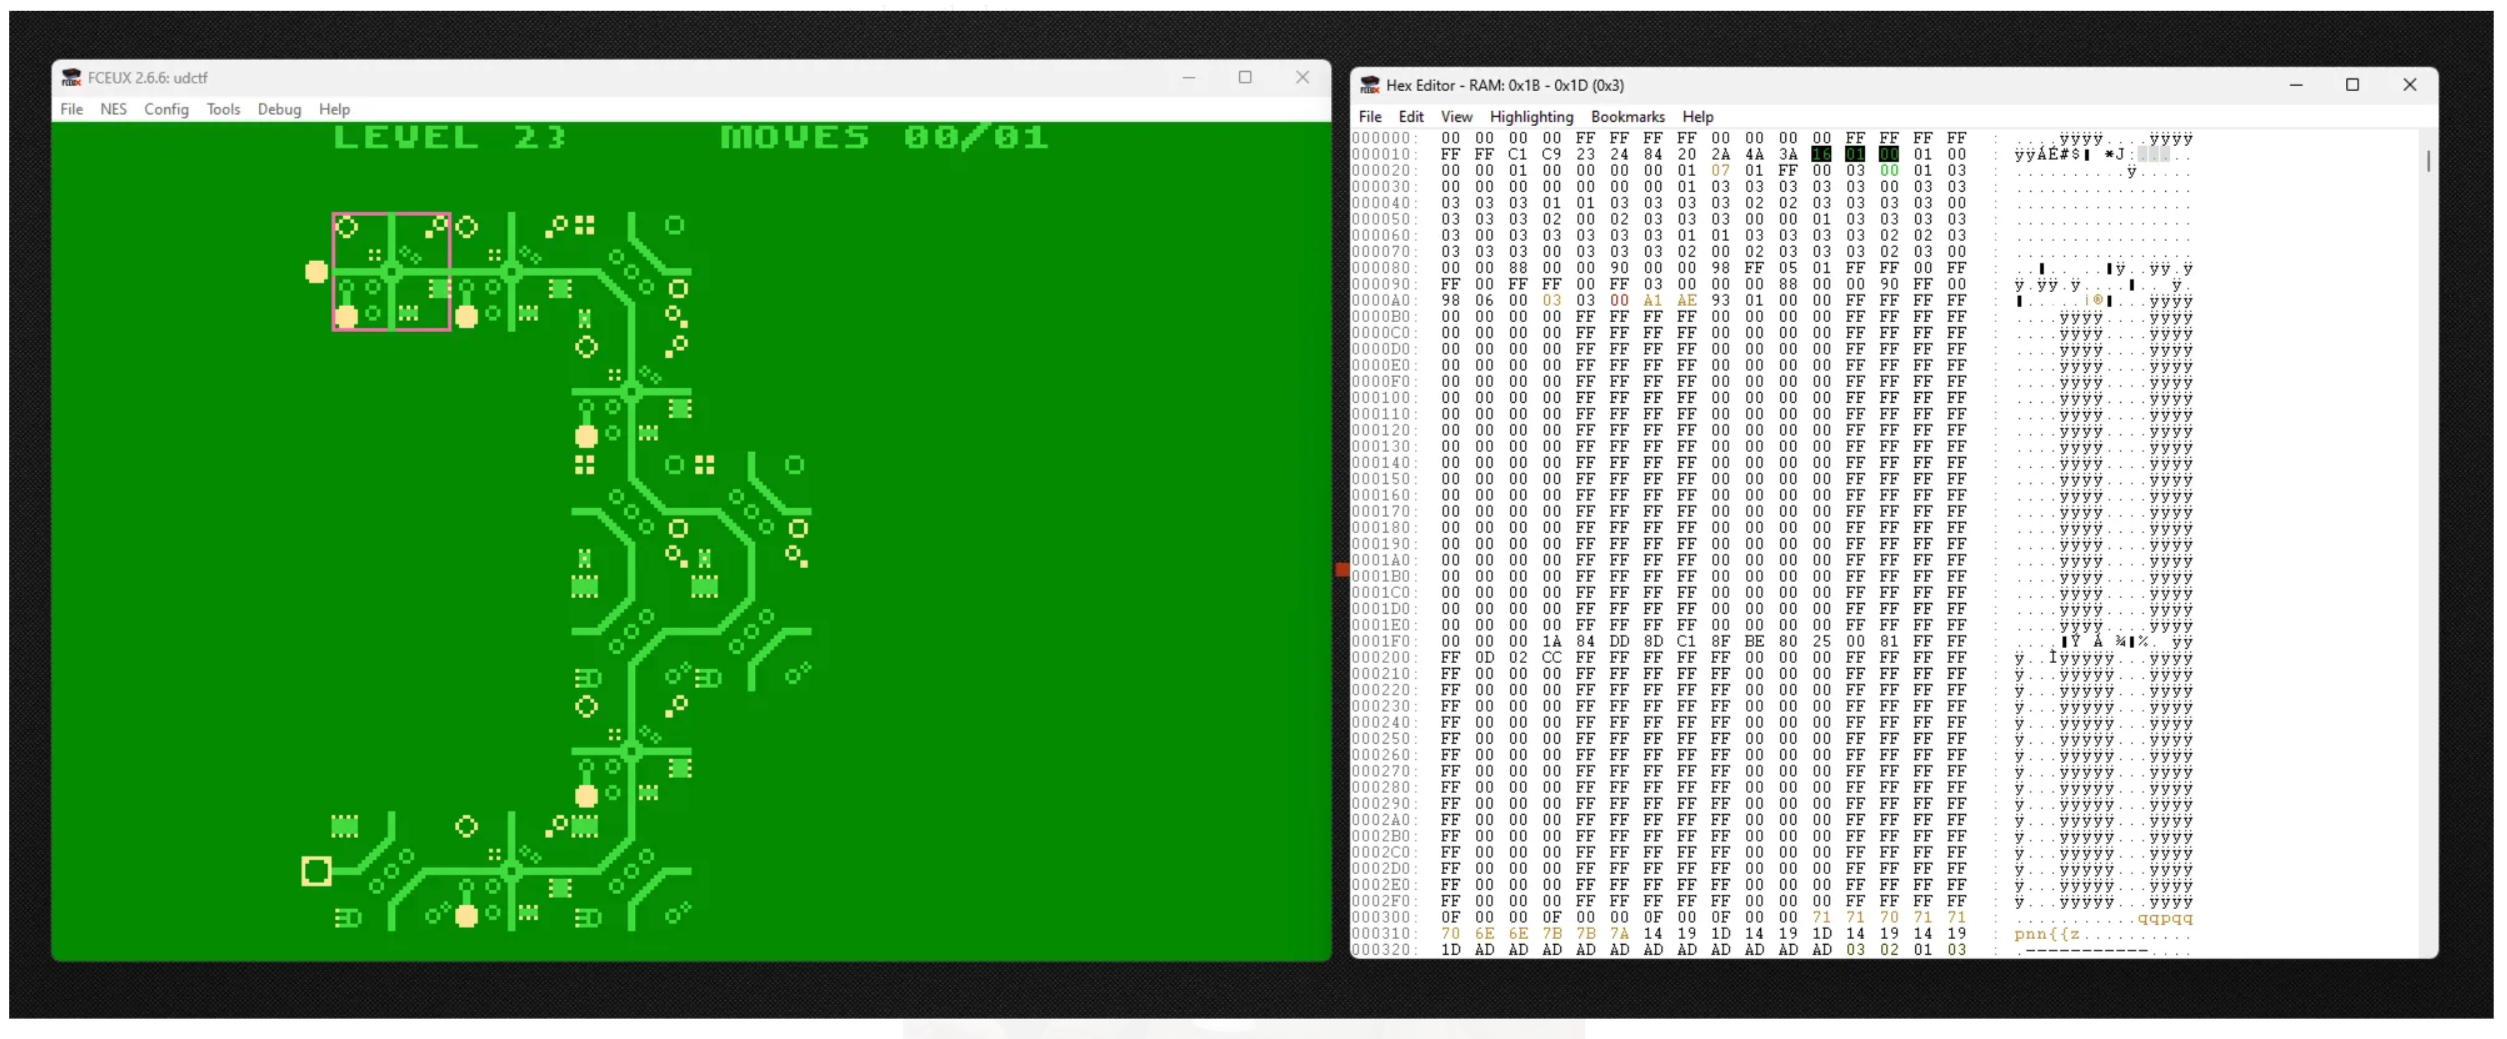 FCEUX 2.6.6: udctf
File NES Config Tools Debug Help
LEVEL 23 MOVES 00/01
Hex Editor - RAM: 0x1B - 0x1D (0x3)
File Edit View Highlighting Bookmarks Help
000000: 00 00 00 00 FF FF FF FF 00 00 00 00 FF FF FF FF
000010: FF FF C1 C9 23 24 84 20 2A 4A 3A 16 01 00 01 00
000020: 00 00 01 00 00 00 00 01 07 01 FF 00 03 00 01 03
000030: 00 00 00 00 00 00 00 01 03 03 03 03 03 00 03 03
000040: 03 03 03 01 01 03 03 03 03 02 02 03 03 03 03 00
000050: 03 03 03 02 00 02 03 03 03 00 00 01 03 03 03 03
000060: 03 00 03 03 03 03 03 01 01 03 03 03 03 02 02 03
000070: 03 03 03 00 03 03 03 02 00 02 03 03 03 02 03 00
000080: 00 00 88 00 00 90 00 00 98 FF 05 01 FF FF 00 FF
000090: FF 00 FF FF 00 FF 03 00 00 00 88 00 00 90 FF 00
0000A0: 98 06 00 03 03 00 A1 AE 93 01 00 00 FF FF FF FF
0000B0: 00 00 00 00 FF FF FF FF 00 00 00 00 FF FF FF FF
0000C0: 00 00 00 00 FF FF FF FF 00 00 00 00 FF FF FF FF
0000D0: 00 00 00 00 FF FF FF FF 00 00 00 00 FF FF FF FF
0000E0: 00 00 00 00 FF FF FF FF 00 00 00 00 FF FF FF FF
0000F0: 00 00 00 00 FF FF FF FF 00 00 00 00 FF FF FF FF
000100: 00 00 00 00 FF FF FF FF 00 00 00 00 FF FF FF FF
000110: 00 00 00 00 FF FF FF FF 00 00 00 00 FF FF FF FF
000120: 00 00 00 00 FF FF FF FF 00 00 00 00 FF FF FF FF
000130: 00 00 00 00 FF FF FF FF 00 00 00 00 FF FF FF FF
000140: 00 00 00 00 FF FF FF FF 00 00 00 00 FF FF FF FF
000150: 00 00 00 00 FF FF FF FF 00 00 00 00 FF FF FF FF
000160: 00 00 00 00 FF FF FF FF 00 00 00 00 FF FF FF FF
000170: 00 00 00 00 FF FF FF FF 00 00 00 00 FF FF FF FF
000180: 00 00 00 00 FF FF FF FF 00 00 00 00 FF FF FF FF
000190: 00 00 00 00 FF FF FF FF 00 00 00 00 FF FF FF FF
0001A0: 00 00 00 00 FF FF FF FF 00 00 00 00 FF FF FF FF
0001B0: 00 00 00 00 FF FF FF FF 00 00 00 00 FF FF FF FF
0001C0: 00 00 00 00 FF FF FF FF 00 00 00 00 FF FF FF FF
0001D0: 00 00 00 00 FF FF FF FF 00 00 00 00 FF FF FF FF
0001E0: 00 00 00 00 FF FF FF FF 00 00 00 00 FF FF FF FF
0001F0: 00 00 00 1A 84 DD 8D C1 8F BE 80 25 00 81 FF FF
000200: FF 0D 02 CC FF FF FF FF FF 00 00 00 FF FF FF FF
000210: FF 00 00 00 FF FF FF FF FF 00 00 00 FF FF FF FF
000220: FF 00 00 00 FF FF FF FF FF 00 00 00 FF FF FF FF
000230: FF 00 00 00 FF FF FF FF FF 00 00 00 FF FF FF FF
000240: FF 00 00 00 FF FF FF FF FF 00 00 00 FF FF FF FF
000250: FF 00 00 00 FF FF FF FF FF 00 00 00 FF FF FF FF
000260: FF 00 00 00 FF FF FF FF FF 00 00 00 FF FF FF FF
000270: FF 00 00 00 FF FF FF FF FF 00 00 00 FF FF FF FF
000280: FF 00 00 00 FF FF FF FF FF 00 00 00 FF FF FF FF
000290: FF 00 00 00 FF FF FF FF FF 00 00 00 FF FF FF FF
0002A0: FF 00 00 00 FF FF FF FF FF 00 00 00 FF FF FF FF
0002B0: FF 00 00 00 FF FF FF FF FF 00 00 00 FF FF FF FF
0002C0: FF 00 00 00 FF FF FF FF FF 00 00 00 FF FF FF FF
0002D0: FF 00 00 00 FF FF FF FF FF 00 00 00 FF FF FF FF
0002E0: FF 00 00 00 FF FF FF FF FF 00 00 00 FF FF FF FF
0002F0: FF 00 00 00 FF FF FF FF FF 00 00 00 FF FF FF FF
000300: 0F 00 00 0F 00 00 0F 00 0F 00 00 71 71 70 71 71
000310: 70 6E 6E 7B 7B 7A 14 19 1D 14 19 1D 14 19 14 19
000320: 1D AD AD AD AD AD AD AD AD AD AD AD 03 02 01 03